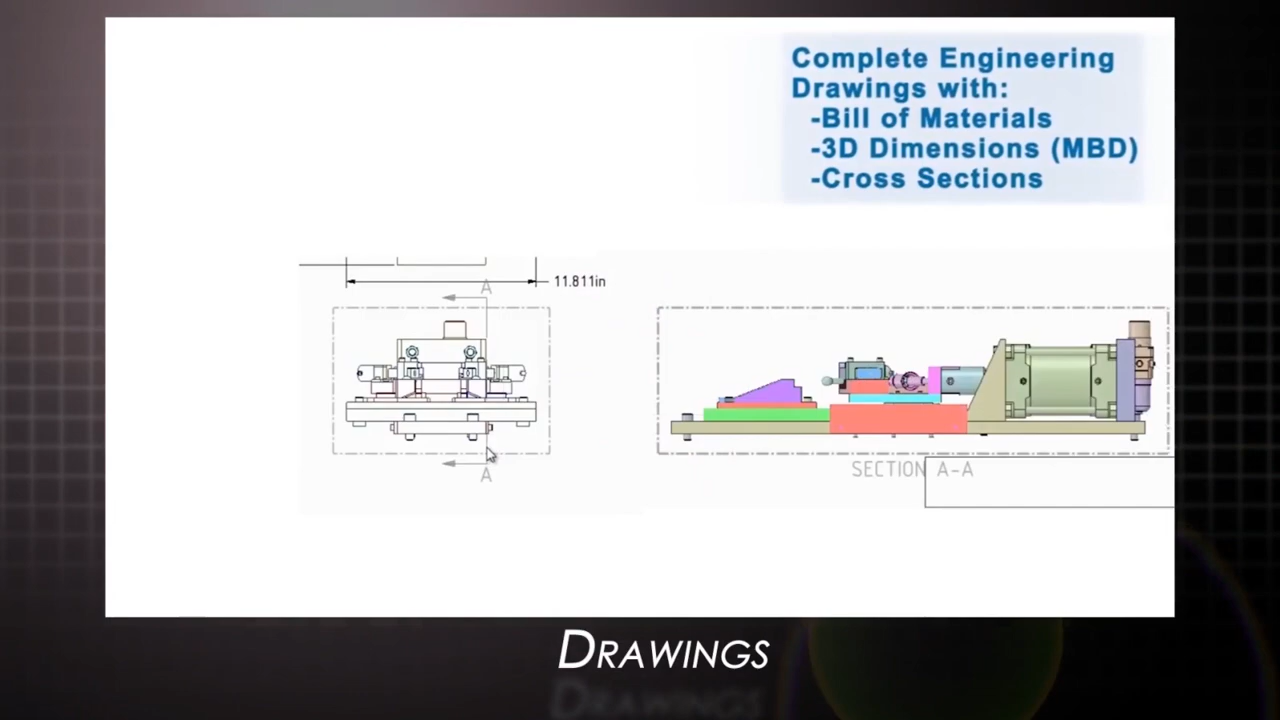 Complete Engineering
Drawings with:
-Bill of Materials
-3D Dimensions (MBD)
-Cross Sections
11.811in
A
A
SECTION A-A
DRAWINGS